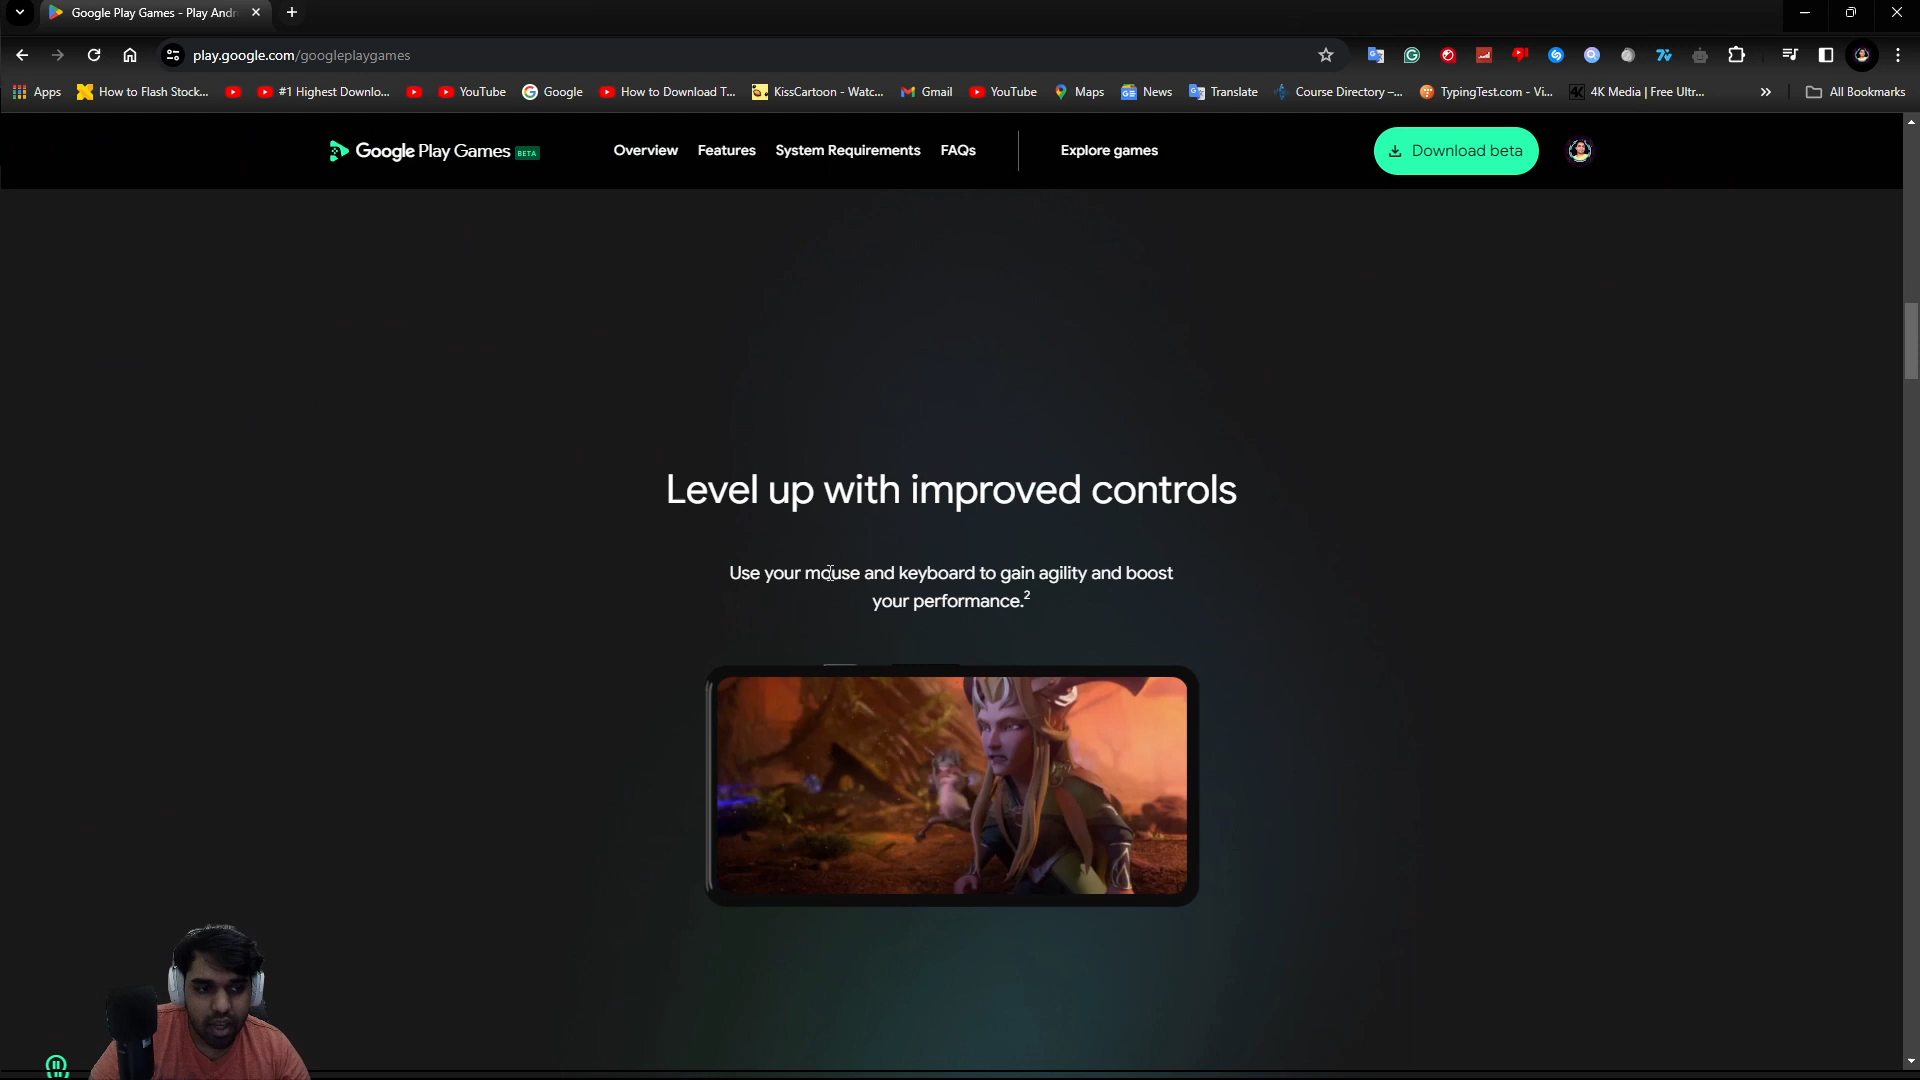 Google Play Games - Play Andr
play.google.com/googleplaygames
Apps
How to Flash Stock...
#1 Highest Downlo...
YouTube
Google
How to Download T...
KissCartoon - Watc...
Gmail
YouTube
Maps
News
Translate
Course Directory –...
TypingTest.com - Vi...
4K Media | Free Ultr...
All Bookmarks
Google Play Games BETA
Overview
Features
System Requirements
FAQs
Explore games
Download beta
Level up with improved controls
Use your mouse and keyboard to gain agility and boost
your performance.²